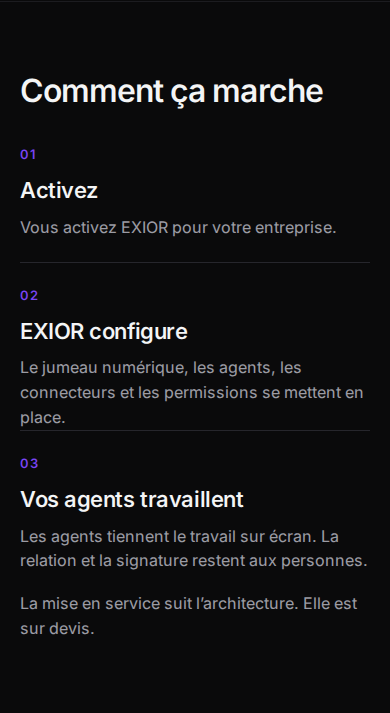 Comment ça marche
01
Activez
Vous activez EXIOR pour votre entreprise.
02
EXIOR configure
Le jumeau numérique, les agents, les
connecteurs et les permissions se mettent en
place.
03
Vos agents travaillent
Les agents tiennent le travail sur écran. La
relation et la signature restent aux personnes.
La mise en service suit l’architecture. Elle est
sur devis.